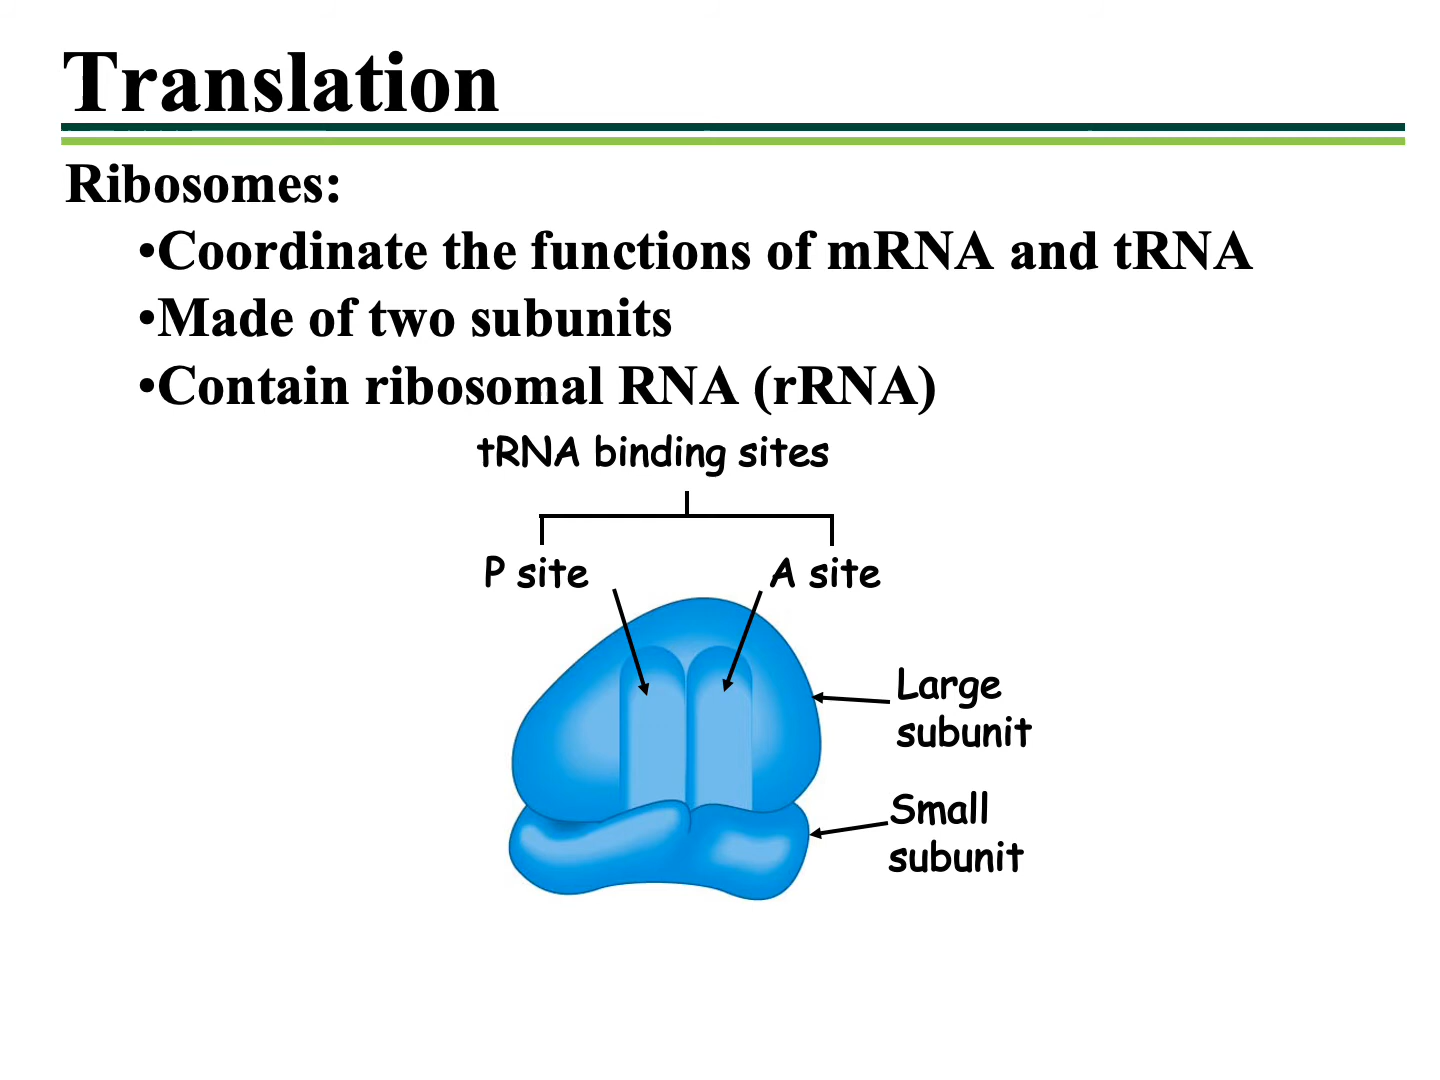 Translation
Ribosomes:
•Coordinate the functions of mRNA and tRNA
•Made of two subunits
•Contain ribosomal RNA (rRNA)
tRNA binding sites
P site
A site
Large
subunit
Small
subunit